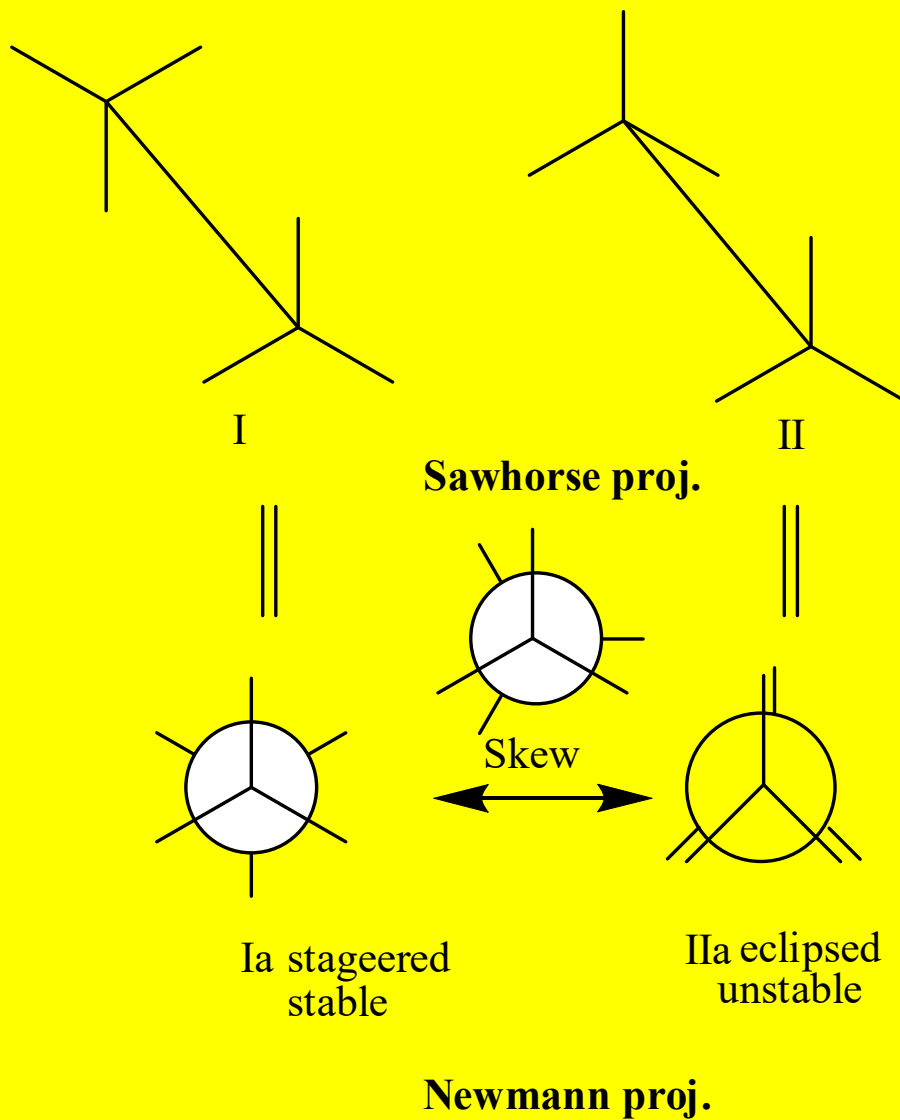 I
II
Sawhorse proj.
Skew
Ia stageered
stable
IIa eclipsed
unstable
Newmann proj.